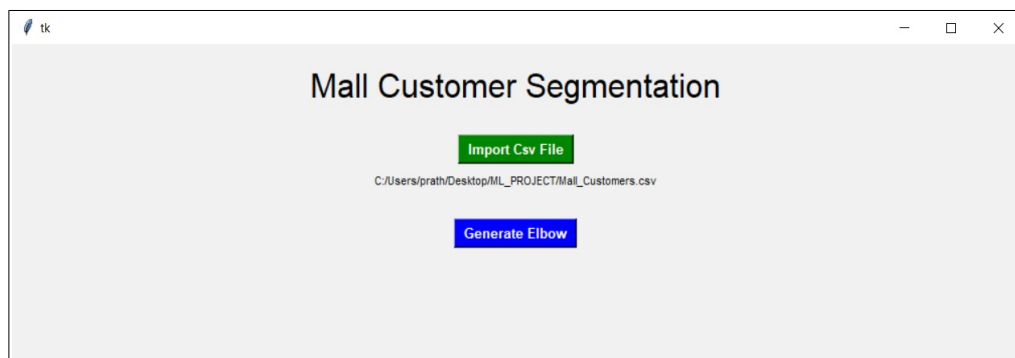 tk
Mall Customer Segmentation
Import Csv File
C:/Users/prath/Desktop/ML_PROJECT/Mall_Customers.csv
Generate Elbow